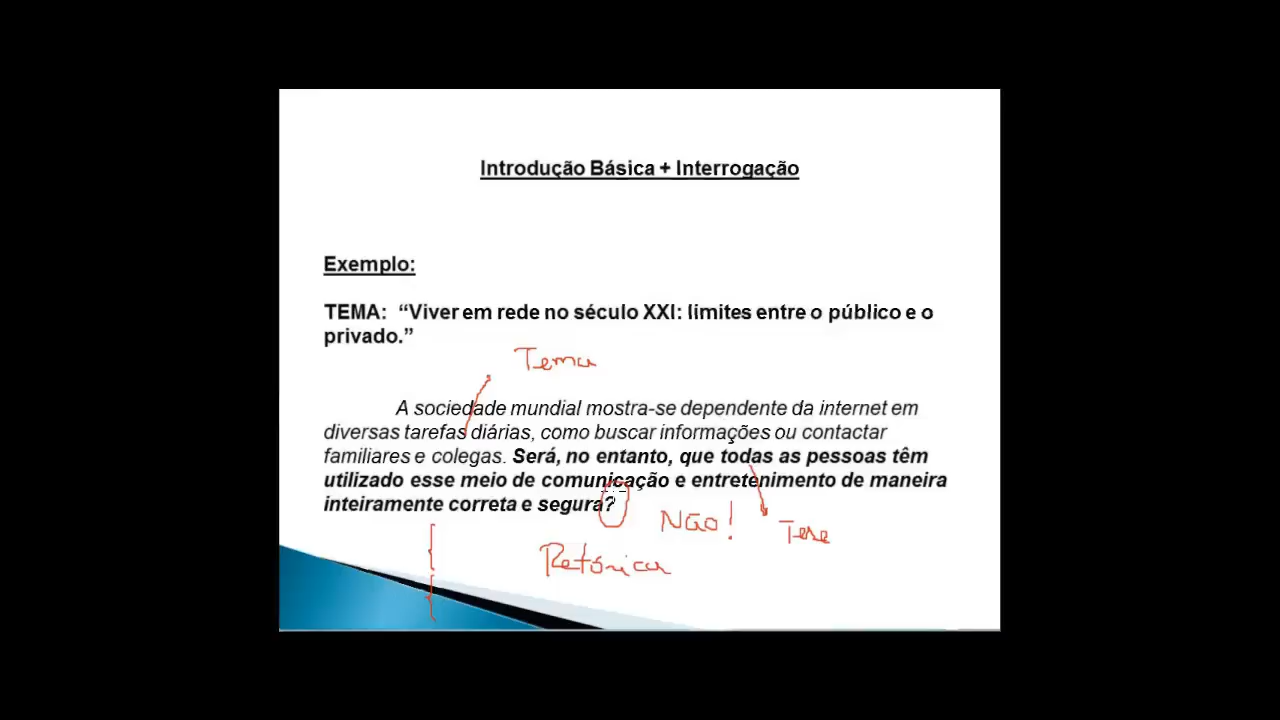 Introdução Básica + Interrogação
Exemplo:
TEMA: “Viver em rede no século XXI: limites entre o público e o
privado.”
Tema
A sociedade mundial mostra-se dependente da internet em
diversas tarefas diárias, como buscar informações ou contactar
familiares e colegas. Será, no entanto, que todas as pessoas têm
utilizado esse meio de comunicação e entretenimento de maneira
inteiramente correta e segura?
Não!
Tese
Retórica